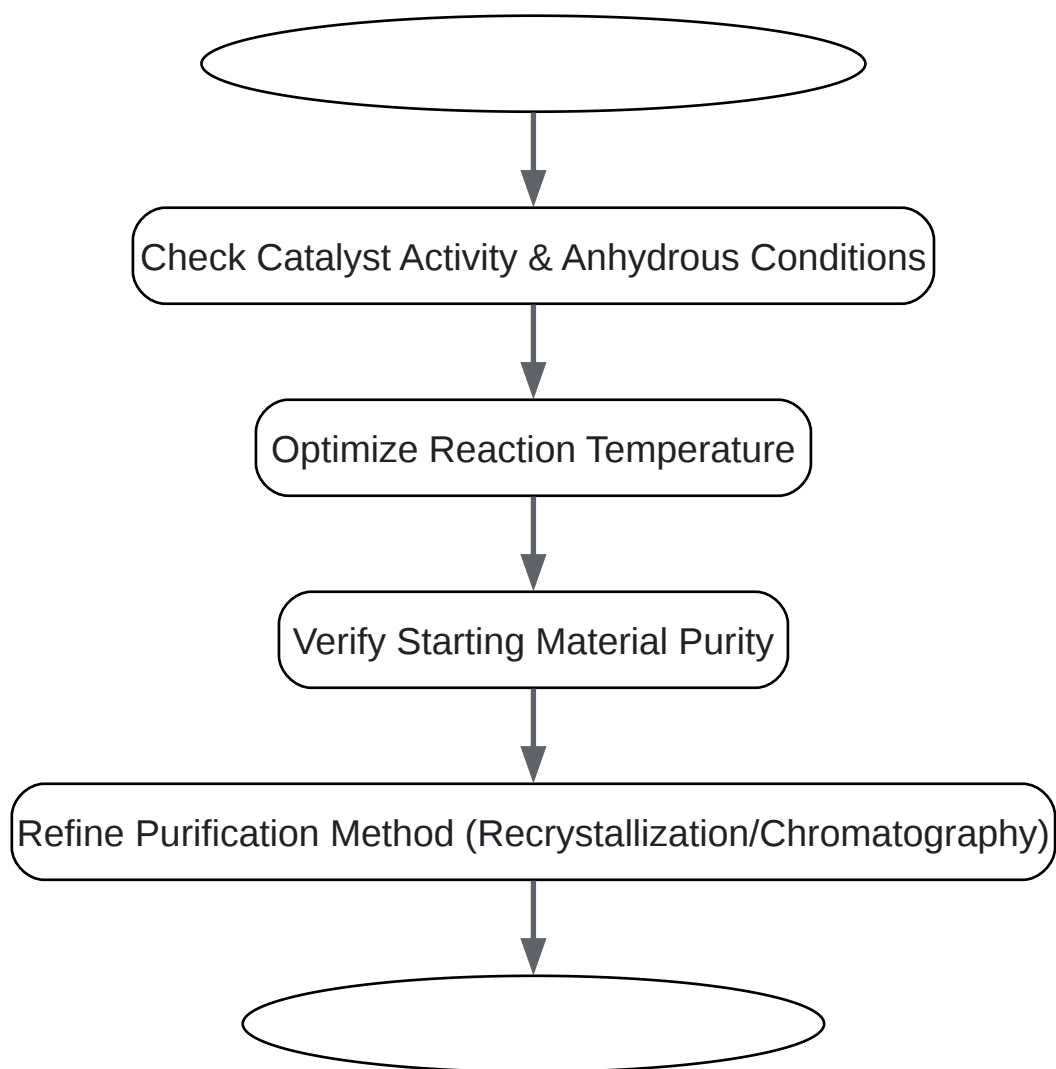 Check Catalyst Activity & Anhydrous Conditions
Optimize Reaction Temperature
Verify Starting Material Purity
Refine Purification Method (Recrystallization/Chromatography)